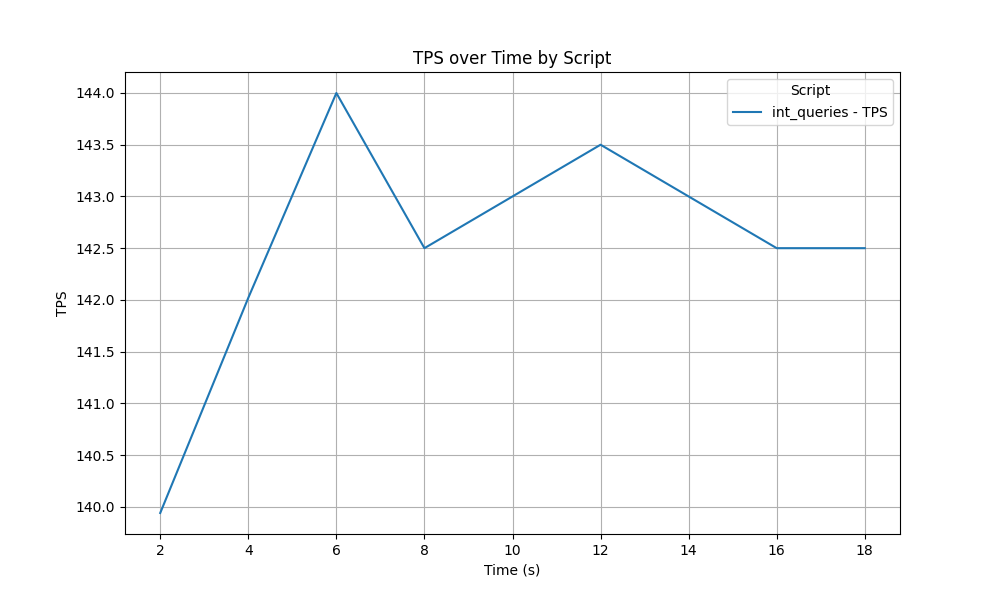 TPS over Time by Script
Script
int_queries - TPS
TPS
144.0
143.5
143.0
142.5
142.0
141.5
141.0
140.5
140.0
2 4 6 8 10 12 14 16 18
Time (s)